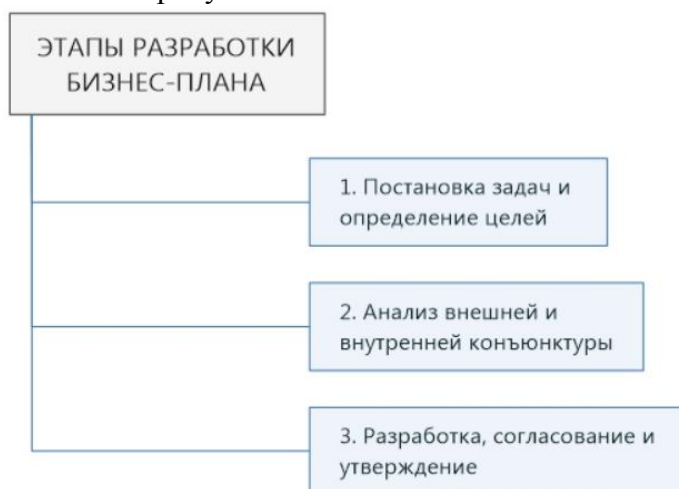 ЭТАПЫ РАЗРАБОТКИ
БИЗНЕС-ПЛАНА
1. Постановка задач и
определение целей
2. Анализ внешней и
внутренней конъюнктуры
3. Разработка, согласование и
утверждение